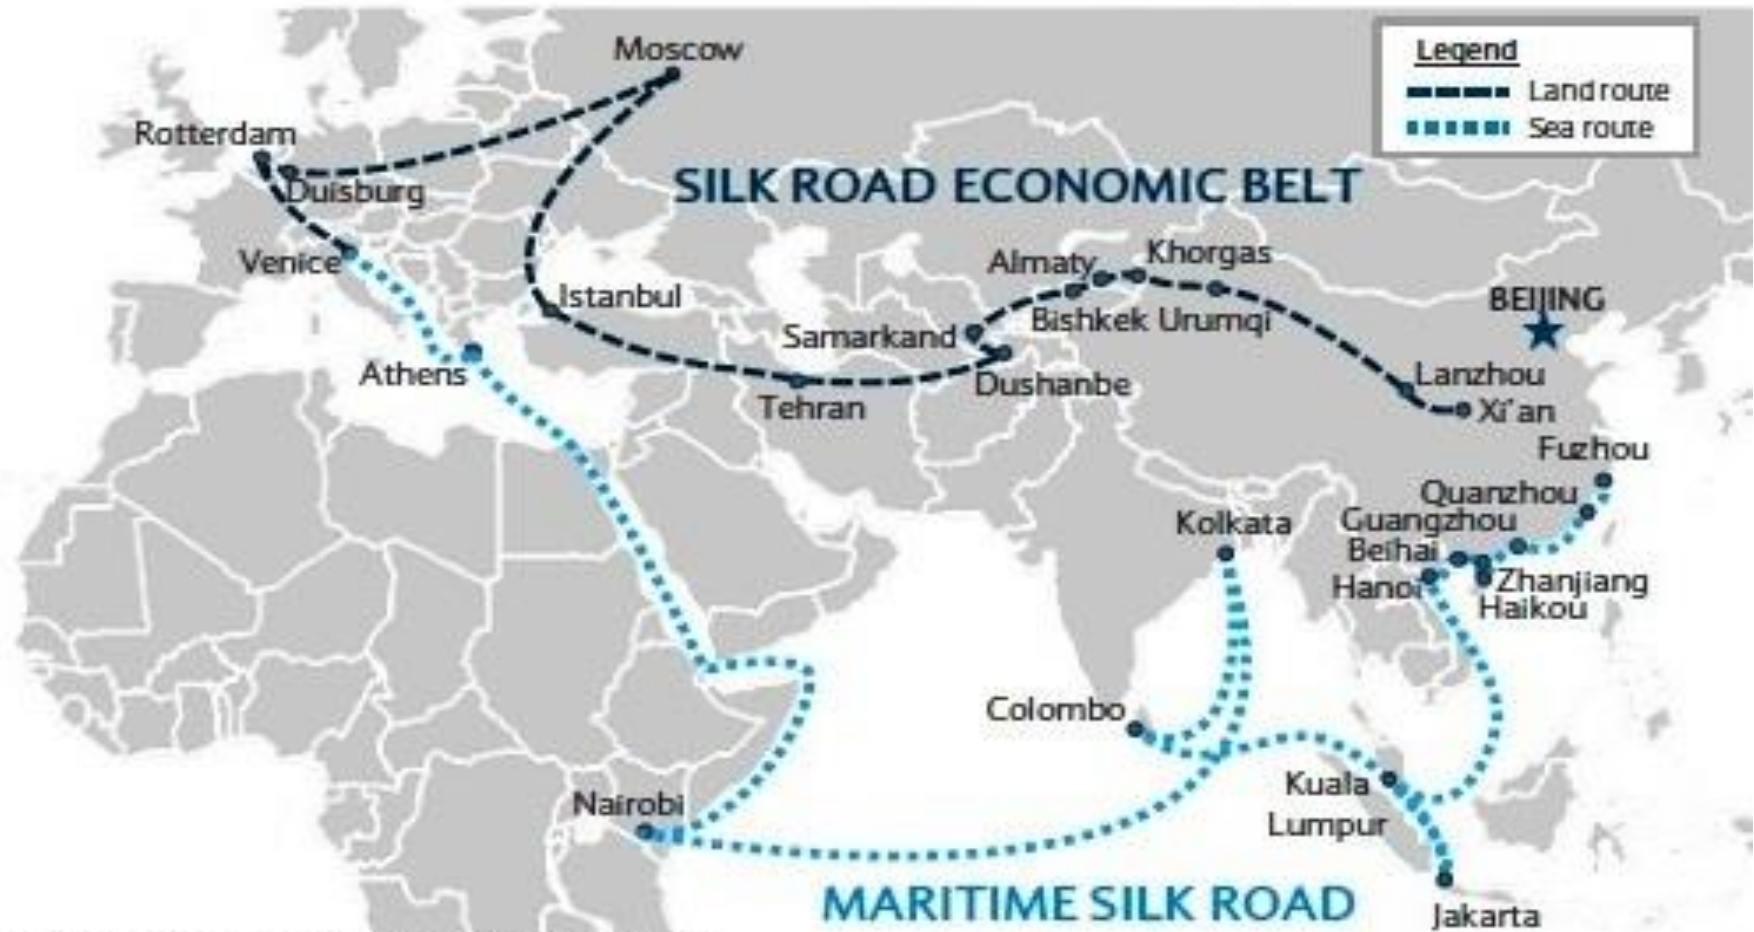 Moscow
Legend
Land route
Sea route
Rotterdam
Duisburg
SILK ROAD ECONOMIC BELT
Venice
Almaty
Khorgas
Istanbul
BEIJING
Samarkand
Bishkek
Urumqi
Athens
Dushanbe
Lanzhou
Tehran
Xi'an
Fuzhou
Quanzhou
Kolkata
Guangzhou
Beihai
Hanoi
Zhanjiang
Haikou
Colombo
Nairobi
Kuala
Lumpur
MARITIME SILK ROAD
Jakarta